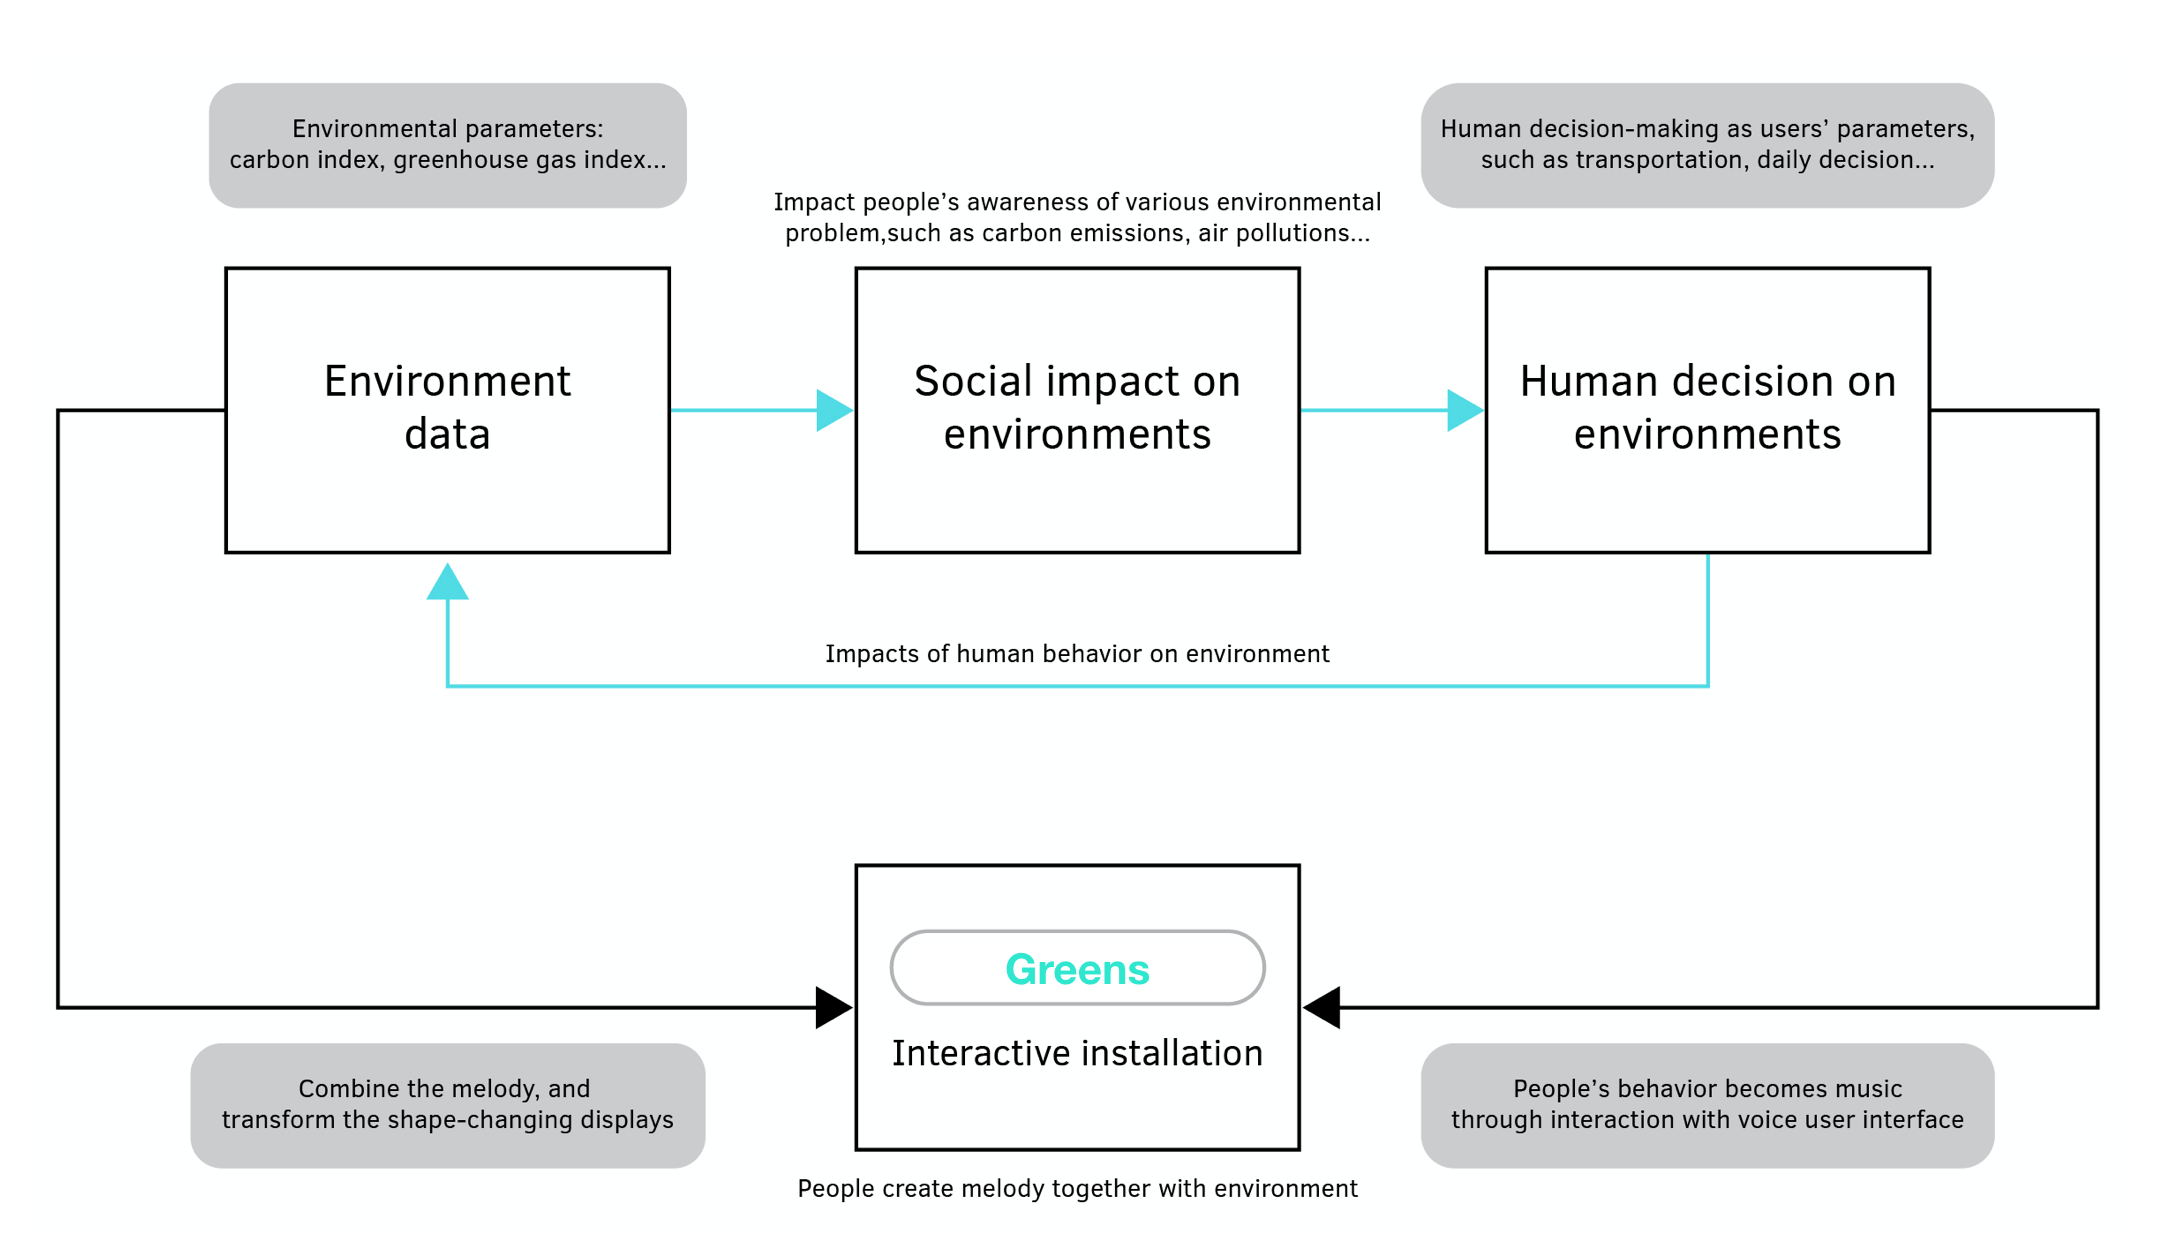 Environmental parameters:
carbon index, greenhouse gas index...
Human decision-making as users’ parameters,
such as transportation, daily decision...
Impact people’s awareness of various environmental
problem,such as carbon emissions, air pollutions...
Environment
data
Social impact on
environments
Human decision on
environments
Impacts of human behavior on environment
Greens
Interactive installation
Combine the melody, and
transform the shape-changing displays
People’s behavior becomes music
through interaction with voice user interface
People create melody together with environment